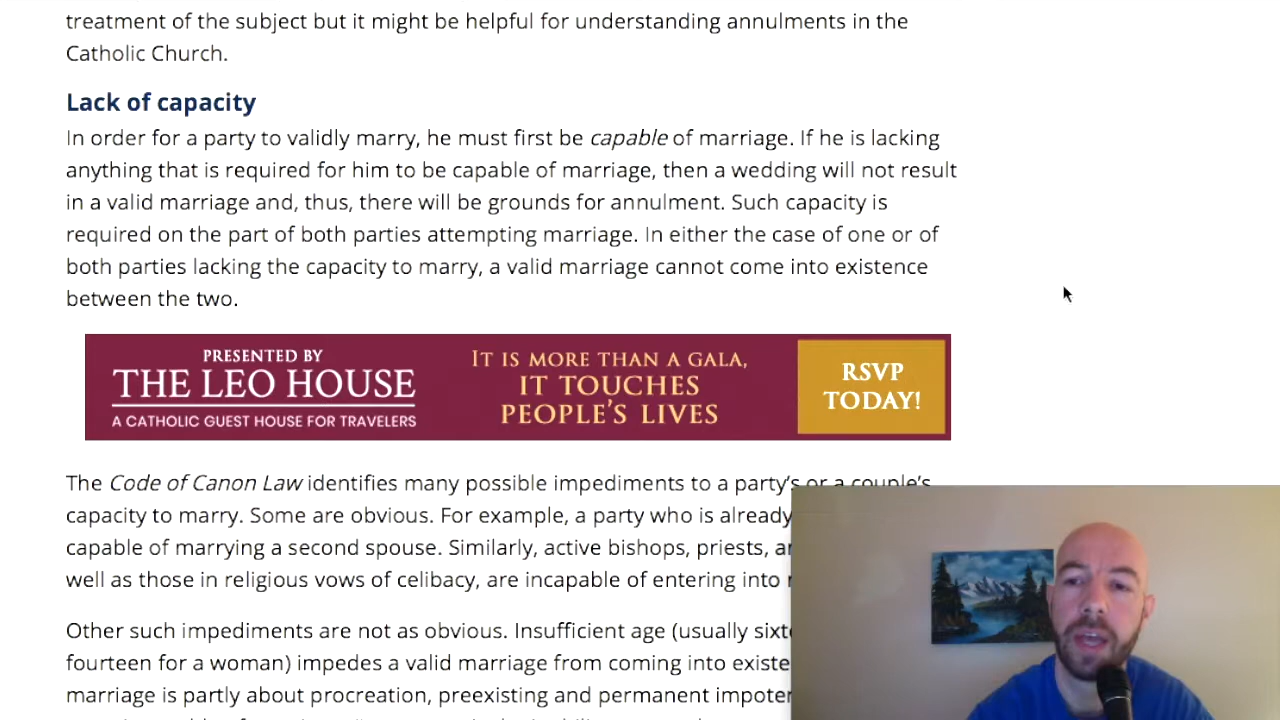 treatment of the subject but it might be helpful for understanding annulments in the
Catholic Church.
Lack of capacity
In order for a party to validly marry, he must first be capable of marriage. If he is lacking
anything that is required for him to be capable of marriage, then a wedding will not result
in a valid marriage and, thus, there will be grounds for annulment. Such capacity is
required on the part of both parties attempting marriage. In either the case of one or of
both parties lacking the capacity to marry, a valid marriage cannot come into existence
between the two.
PRESENTED BY
THE LEO HOUSE
A CATHOLIC GUEST HOUSE FOR TRAVELERS
IT IS MORE THAN A GALA,
IT TOUCHES
PEOPLE'S LIVES
RSVP
TODAY!
The Code of Canon Law identifies many possible impediments to a party's or a couple's
capacity to marry. Some are obvious. For example, a party who is already
capable of marrying a second spouse. Similarly, active bishops, priests,
well as those in religious vows of celibacy, are incapable of entering into
Other such impediments are not as obvious. Insufficient age (usually
fourteen for a woman) impedes a valid marriage from coming into
marriage is partly about procreation, preexisting and permanent